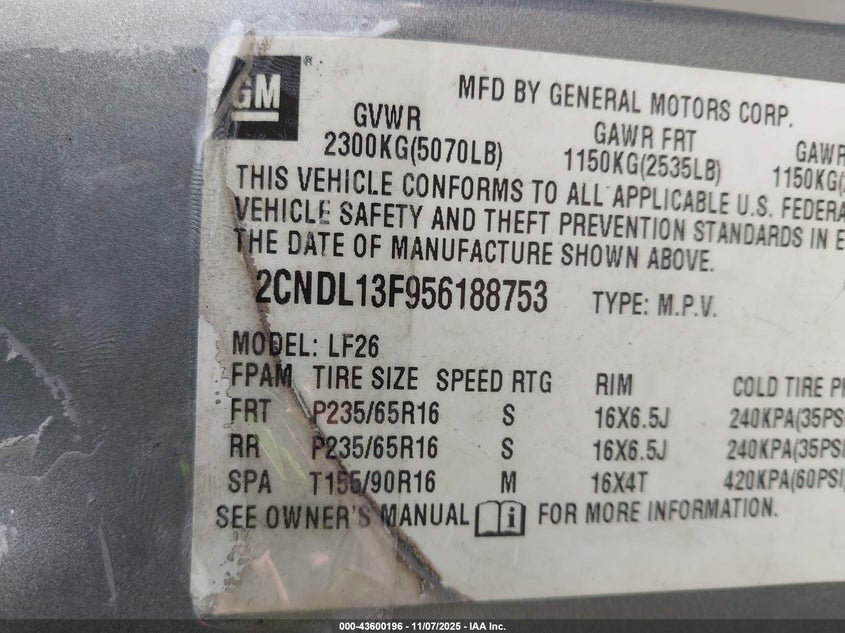 GM ®
MFD BY GENERAL MOTORS CORP.
GVWR GAWR FRT GAWR
2300KG(5070LB) 1150KG(2535LB) 1150KG(
THIS VEHICLE CONFORMS TO ALL APPLICABLE U.S. FEDERA
VEHICLE SAFETY AND THEFT PREVENTION STANDARDS IN E
THE DATE OF MANUFACTURE SHOWN ABOVE.
2CNDL13F956188753 TYPE: M.P.V.
MODEL: LF26
FPAM TIRE SIZE SPEED RTG RIM COLD TIRE P
FRT P235/65R16 S 16X6.5J 240KPA(35PS
RR P235/65R16 S 16X6.5J 240KPA(35PSI
SPA T155/90R16 M 16X4T 420KPA(60PSI)
SEE OWNER'S MANUAL i FOR MORE INFORMATION.
000-43600196 - 11/07/2025 - IAA Inc.